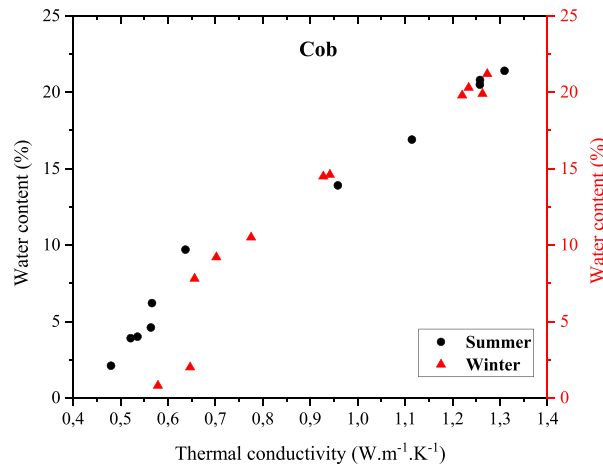 Cob
25
20
15
10
5
0
Water content (%)
25
20
15
10
5
0
Water content (%)
Summer
Winter
0,4 0,5 0,6 0,7 0,8 0,9 1,0 1,1 1,2 1,3 1,4
Thermal conductivity (W.m⁻¹.K⁻¹)